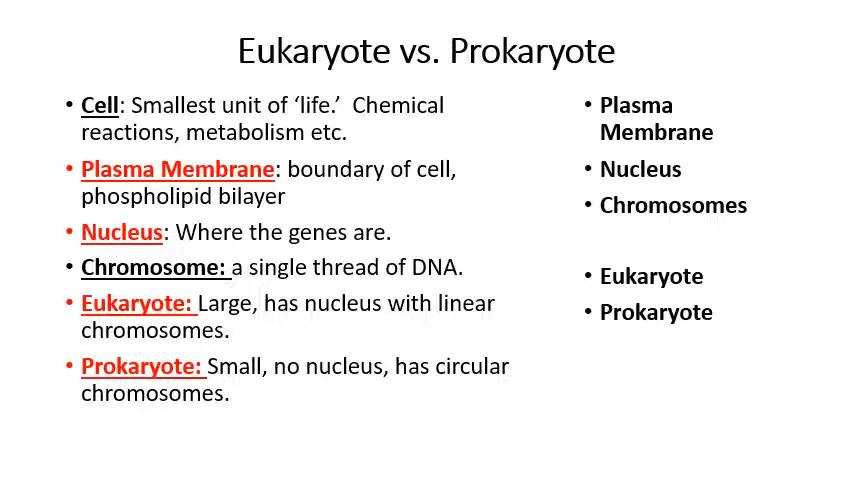 Eukaryote vs. Prokaryote
• Cell: Smallest unit of ‘life.’  Chemical
reactions, metabolism etc.
• Plasma Membrane: boundary of cell,
phospholipid bilayer
• Nucleus: Where the genes are.
• Chromosome: a single thread of DNA.
• Eukaryote: Large, has nucleus with linear
chromosomes.
• Prokaryote: Small, no nucleus, has circular
chromosomes.
• Plasma
Membrane
• Nucleus
• Chromosomes
• Eukaryote
• Prokaryote